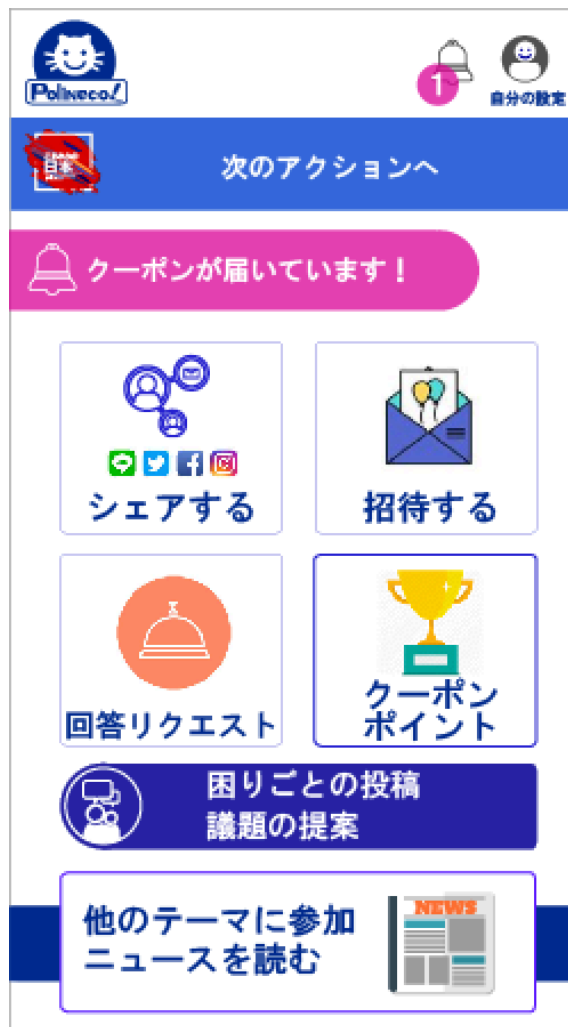 Polineco!
1
自分の設定
日本
次のアクションへ
クーポンが届いています！
シェアする
招待する
回答リクエスト
クーポン
ポイント
困りごとの投稿
議題の提案
他のテーマに参加
ニュースを読む
NEWS